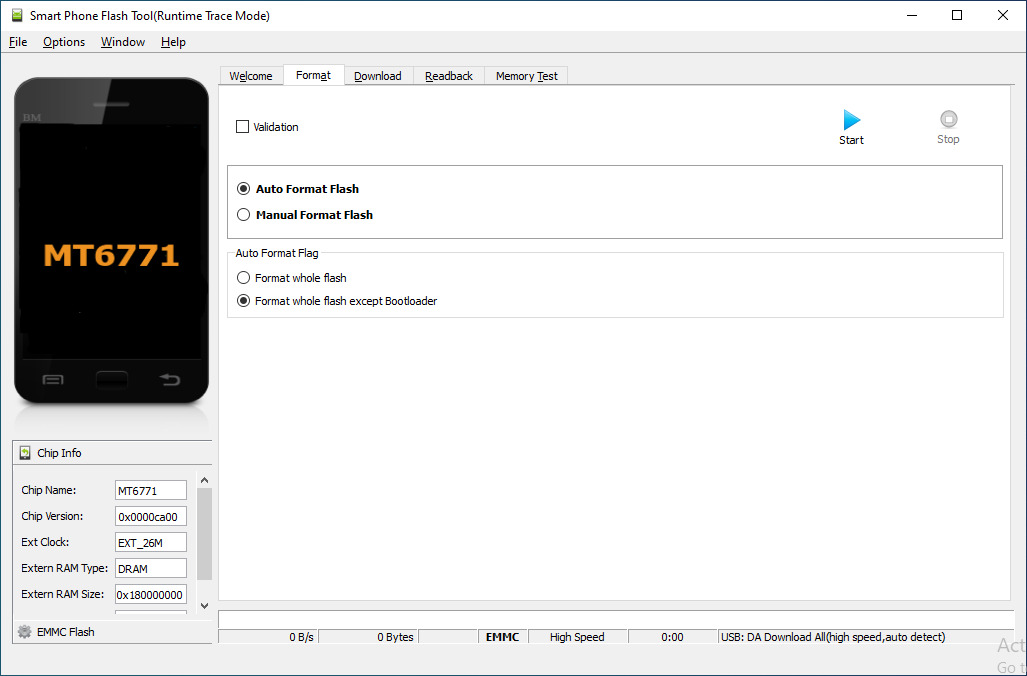 Smart Phone Flash Tool(Runtime Trace Mode)
File Options Window Help
Welcome Format Download Readback Memory Test
BM
Validation
Start
Stop
Auto Format Flash
Manual Format Flash
MT6771
Auto Format Flag
Format whole flash
Format whole flash except Bootloader
Chip Info
Chip Name: MT6771
Chip Version: 0x0000ca00
Ext Clock: EXT_26M
Extern RAM Type: DRAM
Extern RAM Size: 0x180000000
EMMC Flash
0 B/s 0 Bytes EMMC High Speed 0:00 USB: DA Download All(high speed,auto detect)
Act
Go t